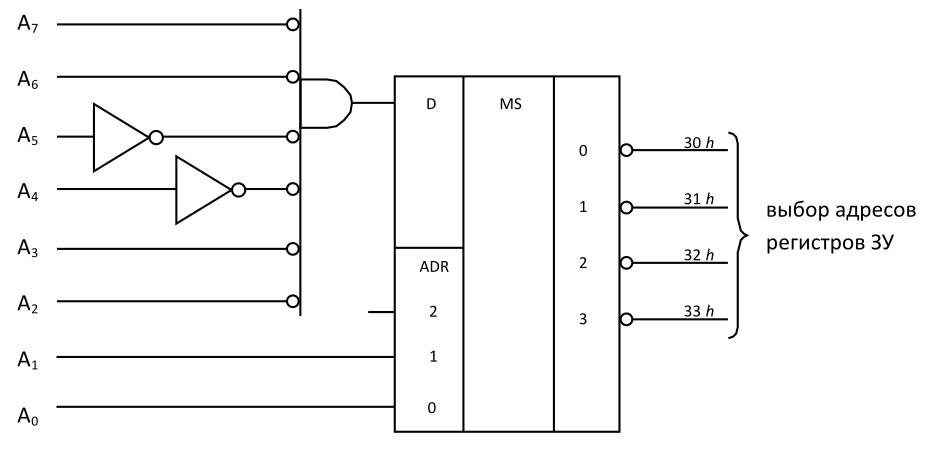 A7
A6
A5
A4
A3
A2
A1
A0
D
MS
ADR
2
1
0
0
1
2
3
30 h
31 h
32 h
33 h
выбор адресов
регистров ЗУ